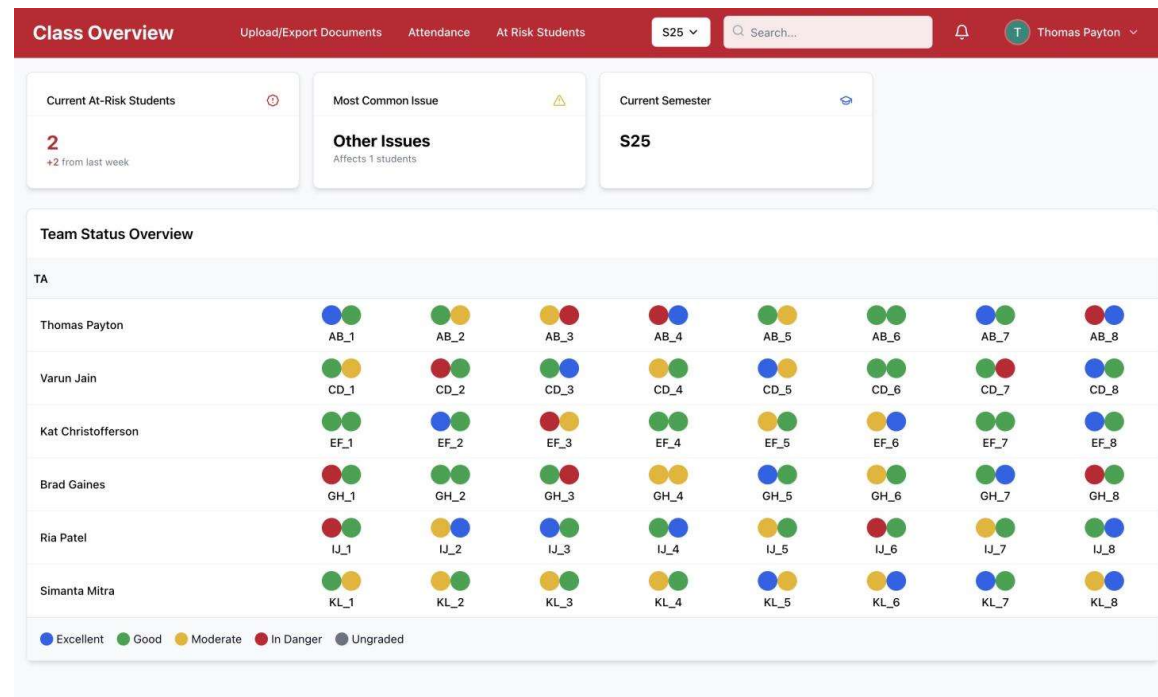 Class Overview Upload/Export Documents Attendance At Risk Students S25 Search... T Thomas Payton
Current At-Risk Students Most Common Issue Current Semester
2 Other Issues S25
+2 from last week Affects 1 students
Team Status Overview
TA
Thomas Payton AB_1 AB_2 AB_3 AB_4 AB_5 AB_6 AB_7 AB_8
Varun Jain CD_1 CD_2 CD_3 CD_4 CD_5 CD_6 CD_7 CD_8
Kat Christofferson EF_1 EF_2 EF_3 EF_4 EF_5 EF_6 EF_7 EF_8
Brad Gaines GH_1 GH_2 GH_3 GH_4 GH_5 GH_6 GH_7 GH_8
Ria Patel IJ_1 IJ_2 IJ_3 IJ_4 IJ_5 IJ_6 IJ_7 IJ_8
Simanta Mitra KL_1 KL_2 KL_3 KL_4 KL_5 KL_6 KL_7 KL_8
Excellent Good Moderate In Danger Ungraded